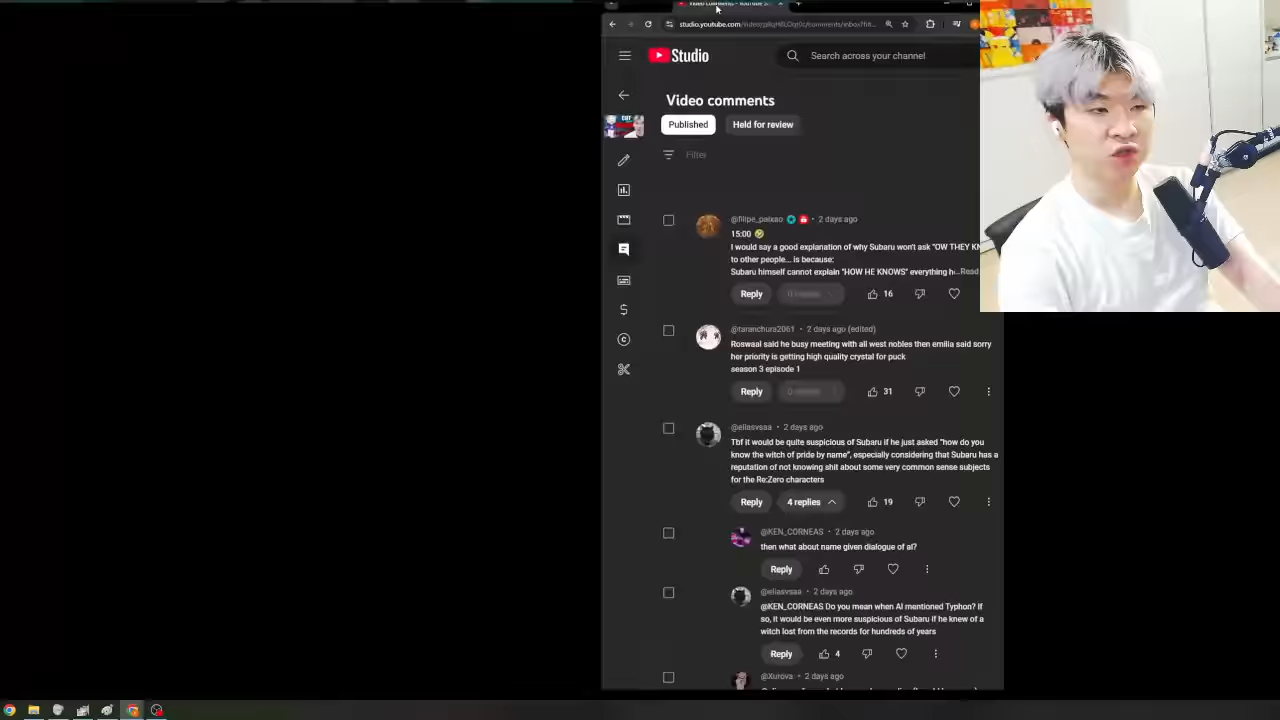 Studio
Search across your channel
Video comments
Published
Held for review
Filter
@filipe_paixao • 2 days ago
15:00 🤣
I would say a good explanation of why Subaru won't ask "OW THEY
to other people... is because:
Subaru himself cannot explain "HOW HE KNOWS" everything
Reply
16
@taranchura2061 • 2 days ago (edited)
Roswaal said he busy meeting with all west nobles then emilia said sorry
her priority is getting high quality crystal for puck
season 3 episode 1
Reply
31
@eliasvsaa • 2 days ago
Tbf it would be quite suspicious of Subaru if he just asked "how do you
know the witch of pride by name", especially considering that Subaru has a
reputation of not knowing shit about some very common sense subjects
for the Re:Zero characters
Reply 4 replies 19
@KEN_CORNEAS • 2 days ago
then what about name given dialogue of al?
Reply
@eliasvsaa • 2 days ago
@KEN_CORNEAS Do you mean when Al mentioned Typhon? If
so, it would be even more suspicious of Subaru if he knew of a
witch lost from the records for hundreds of years
Reply 4
@Xurova • 2 days ago